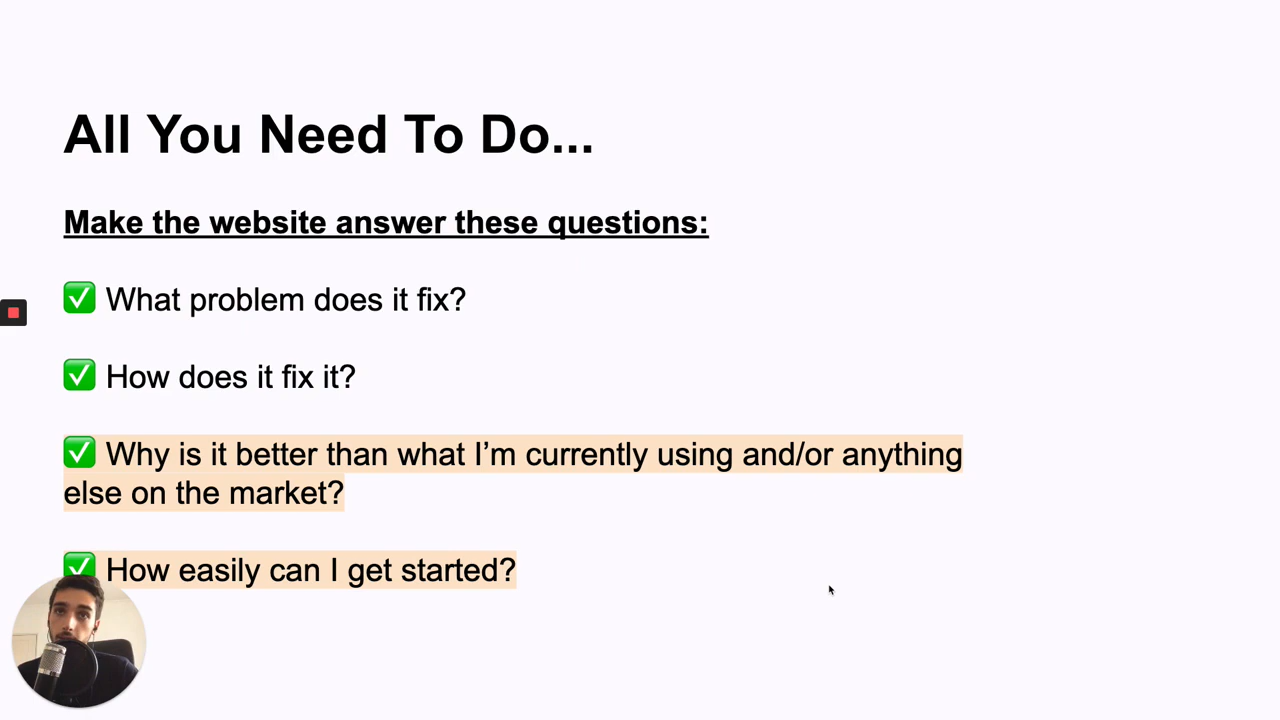 All You Need To Do...
Make the website answer these questions:
✅ What problem does it fix?
✅ How does it fix it?
✅ Why is it better than what I’m currently using and/or anything
else on the market?
✅ How easily can I get started?